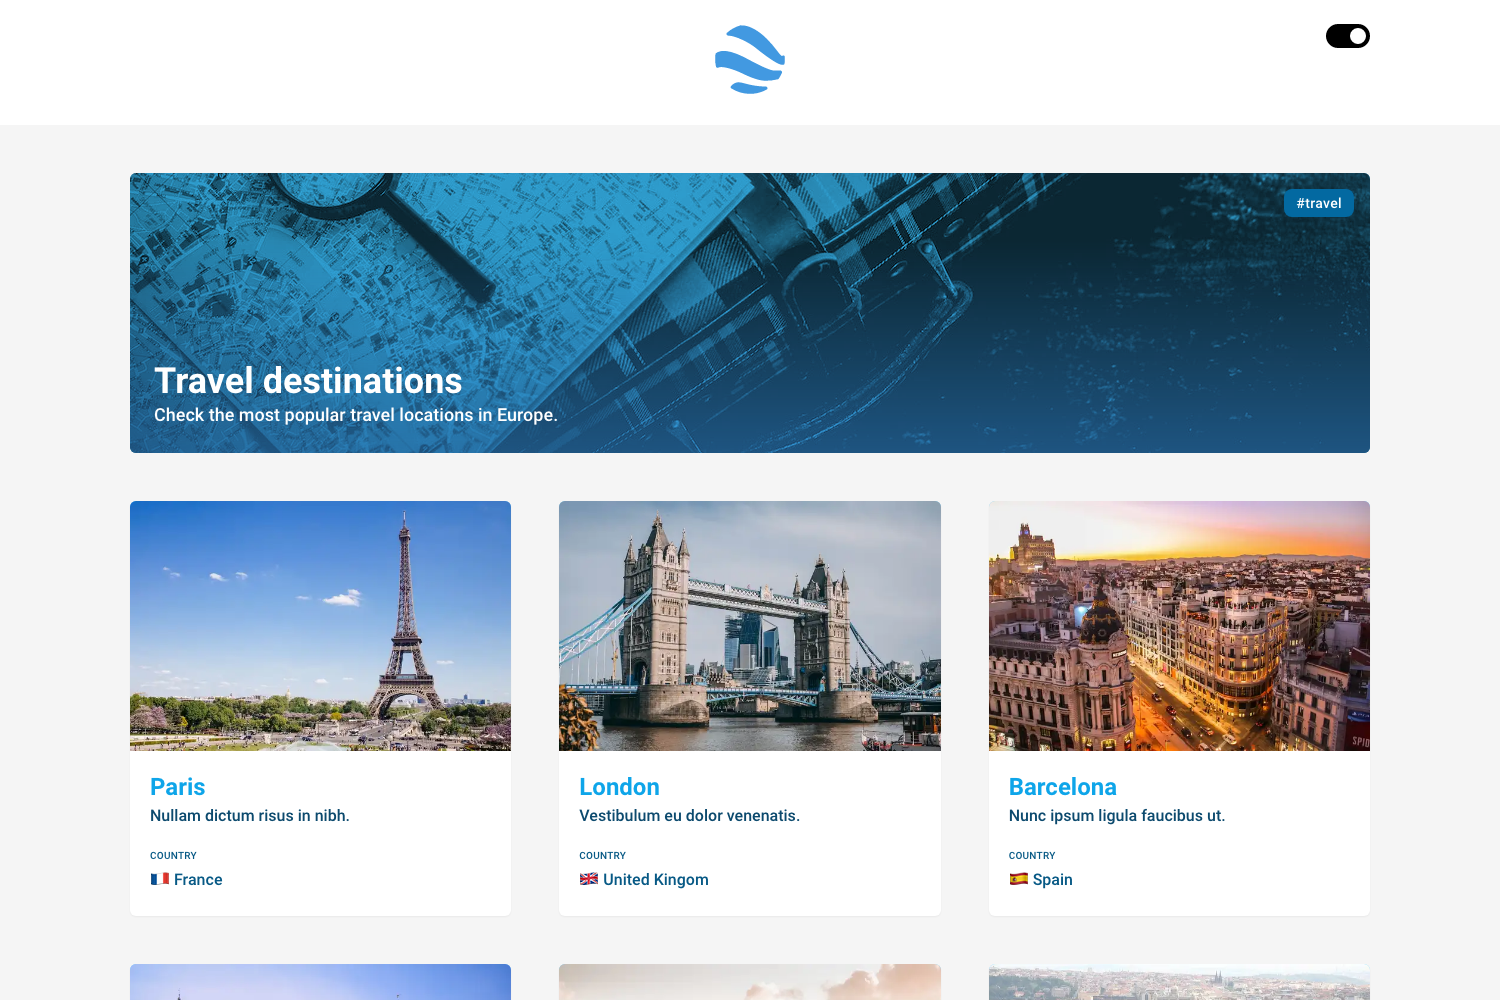 #travel
Travel destinations
Check the most popular travel locations in Europe.
Paris
Nullam dictum risus in nibh.
COUNTRY
🇫🇷 France
London
Vestibulum eu dolor venenatis.
COUNTRY
🇬🇧 United Kingom
Barcelona
Nunc ipsum ligula faucibus ut.
COUNTRY
🇪🇸 Spain